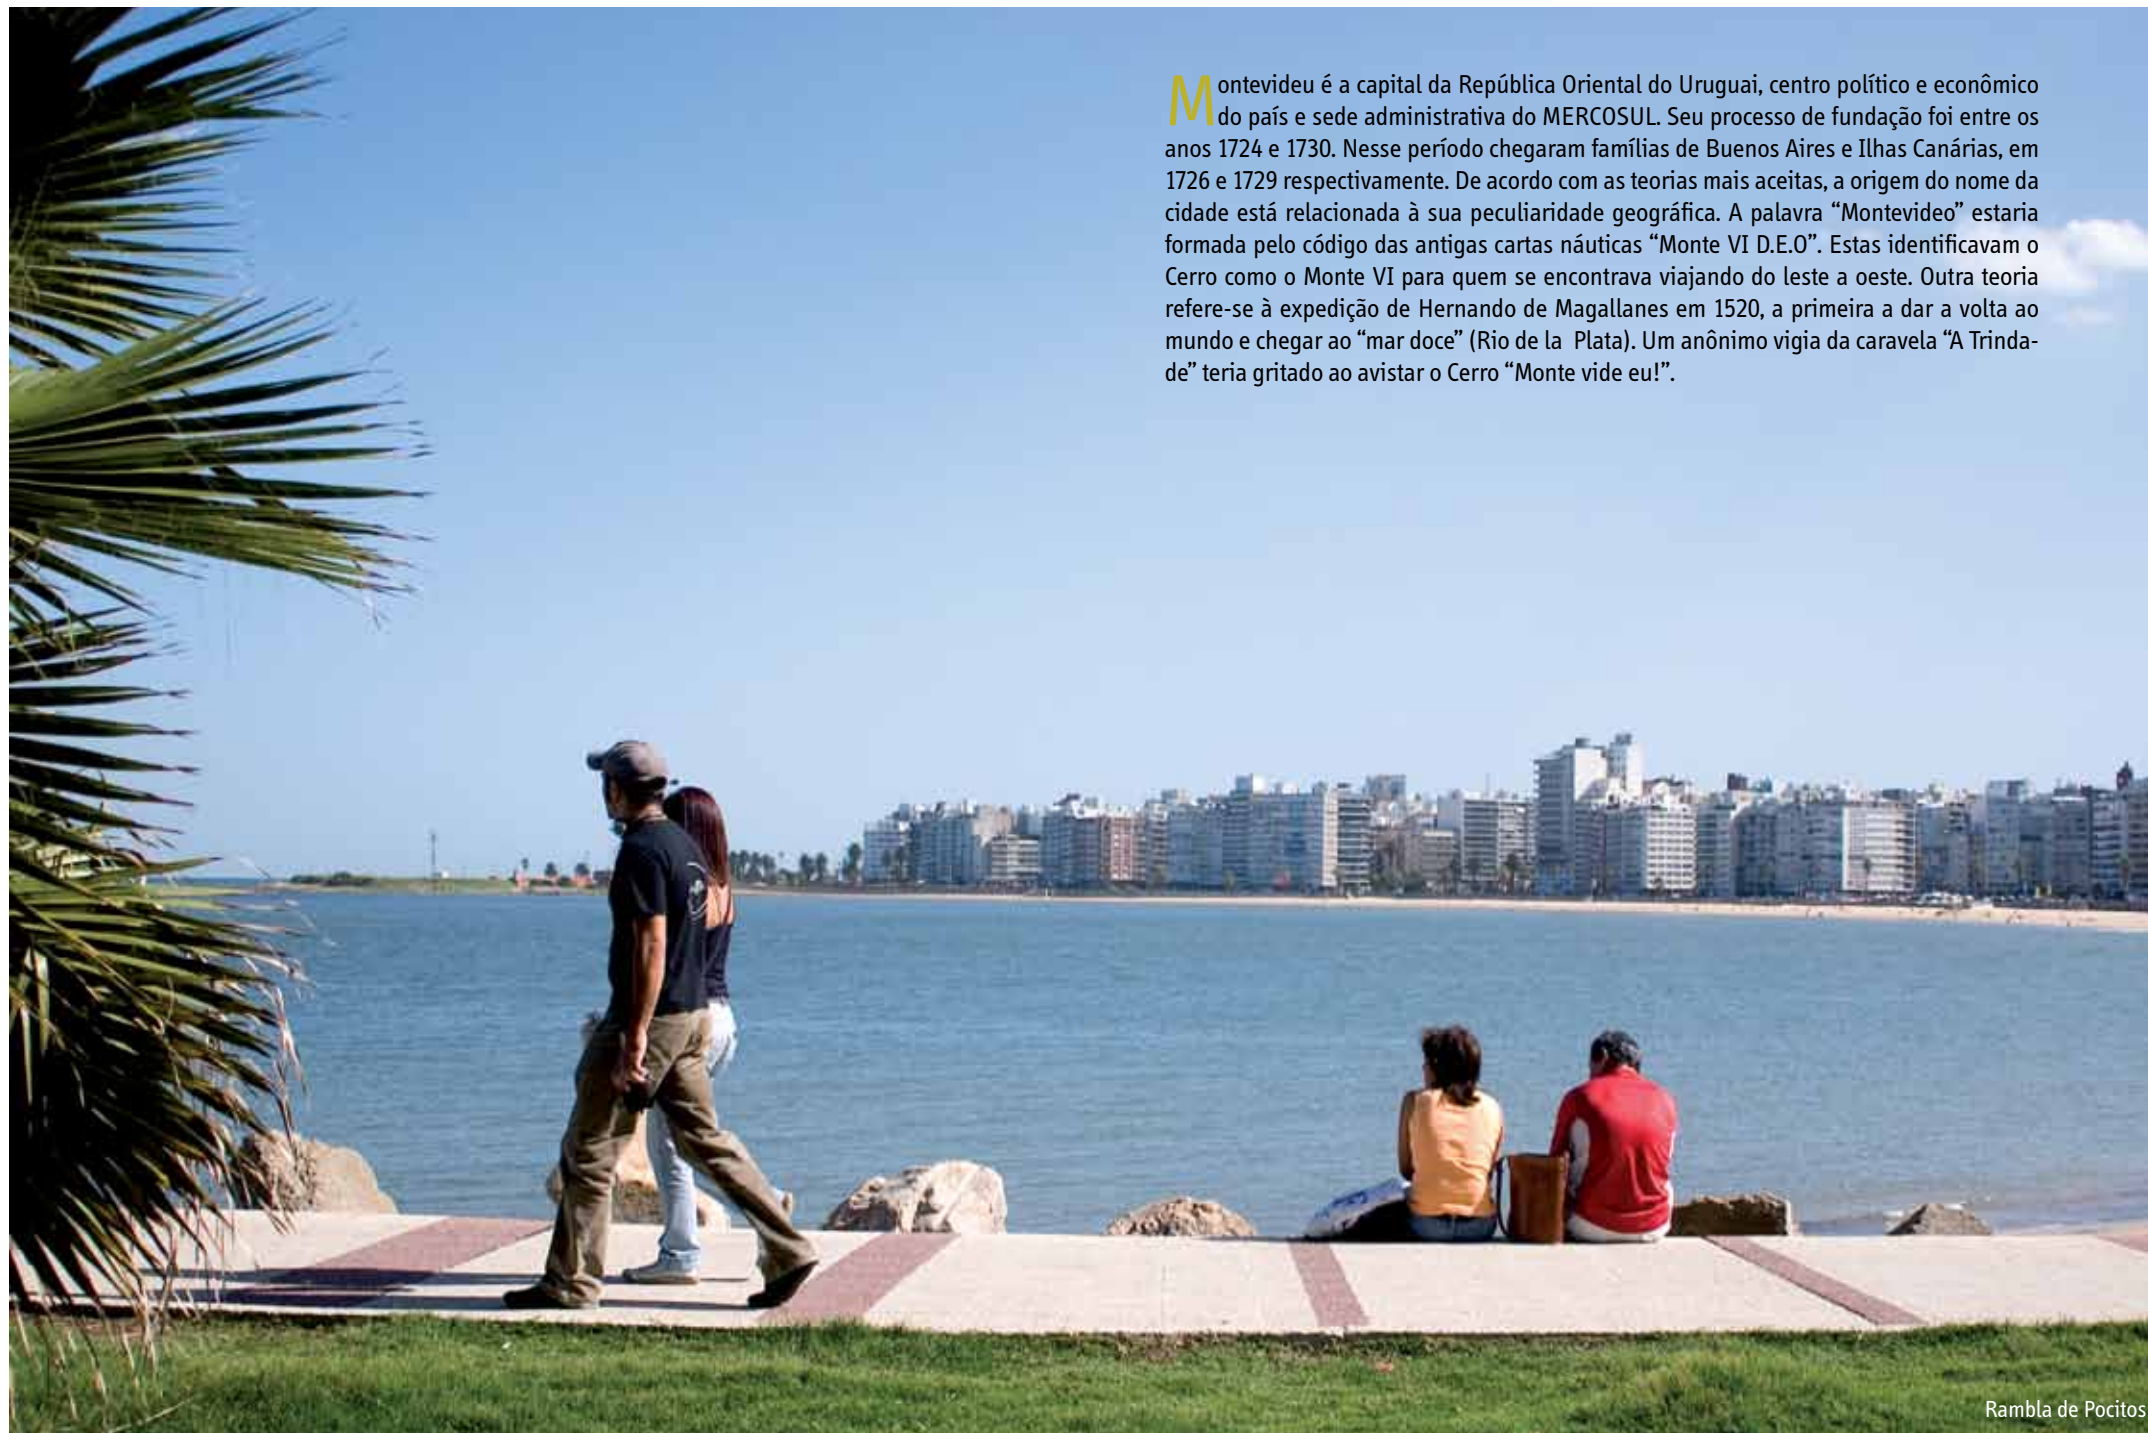 Montevideu é a capital da República Oriental do Uruguai, centro político e econômico
do país e sede administrativa do MERCOSUL. Seu processo de fundação foi entre os
anos 1724 e 1730. Nesse período chegaram famílias de Buenos Aires e Ilhas Canárias, em
1726 e 1729 respectivamente. De acordo com as teorias mais aceitas, a origem do nome da
cidade está relacionada à sua peculiaridade geográfica. A palavra “Montevideo” estaria
formada pelo código das antigas cartas náuticas “Monte VI D.E.O”. Estas identificavam o
Cerro como o Monte VI para quem se encontrava viajando do leste a oeste. Outra teoria
refere-se à expedição de Hernando de Magallanes em 1520, a primeira a dar a volta ao
mundo e chegar ao “mar doce” (Rio de la Plata). Um anônimo vigia da caravela “A Trinda-
de” teria gritado ao avistar o Cerro “Monte vide eu!”.
Rambla de Pocitos